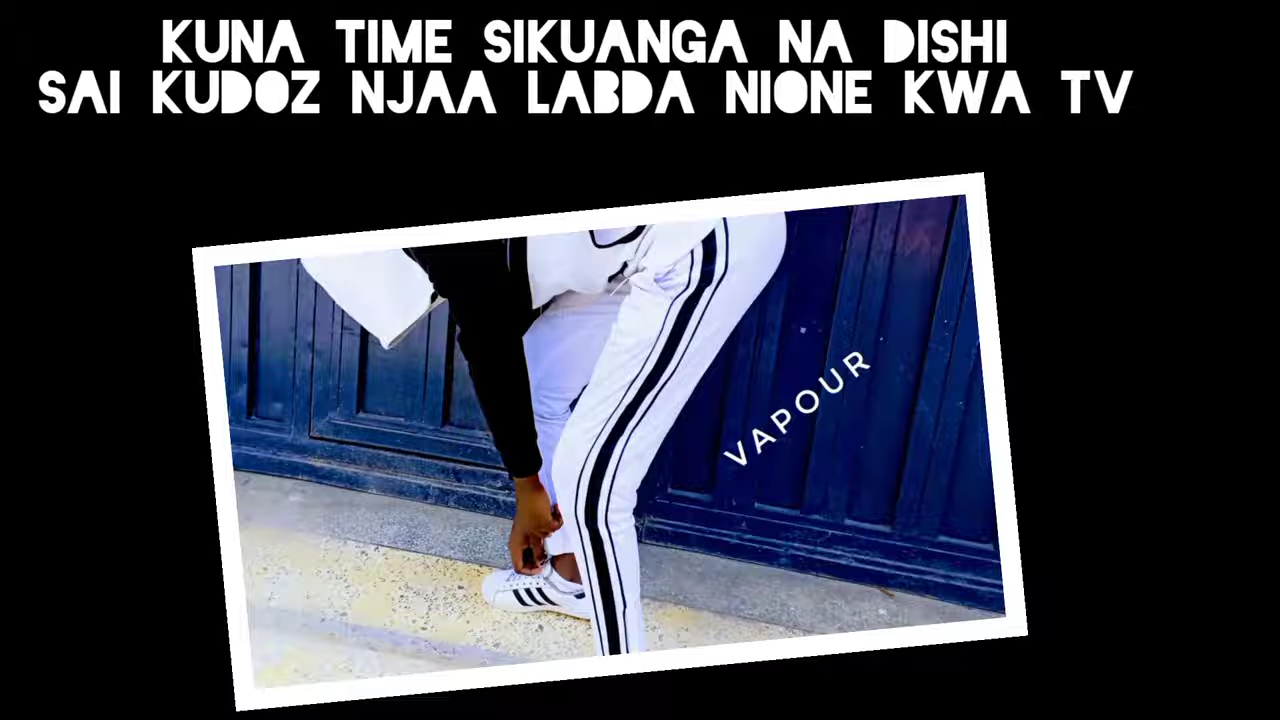 KUNA TIME SIKUANGA NA DISHI
SAI KUDOZ NJAA LABDA NIONE KWA TV
VAPOUR